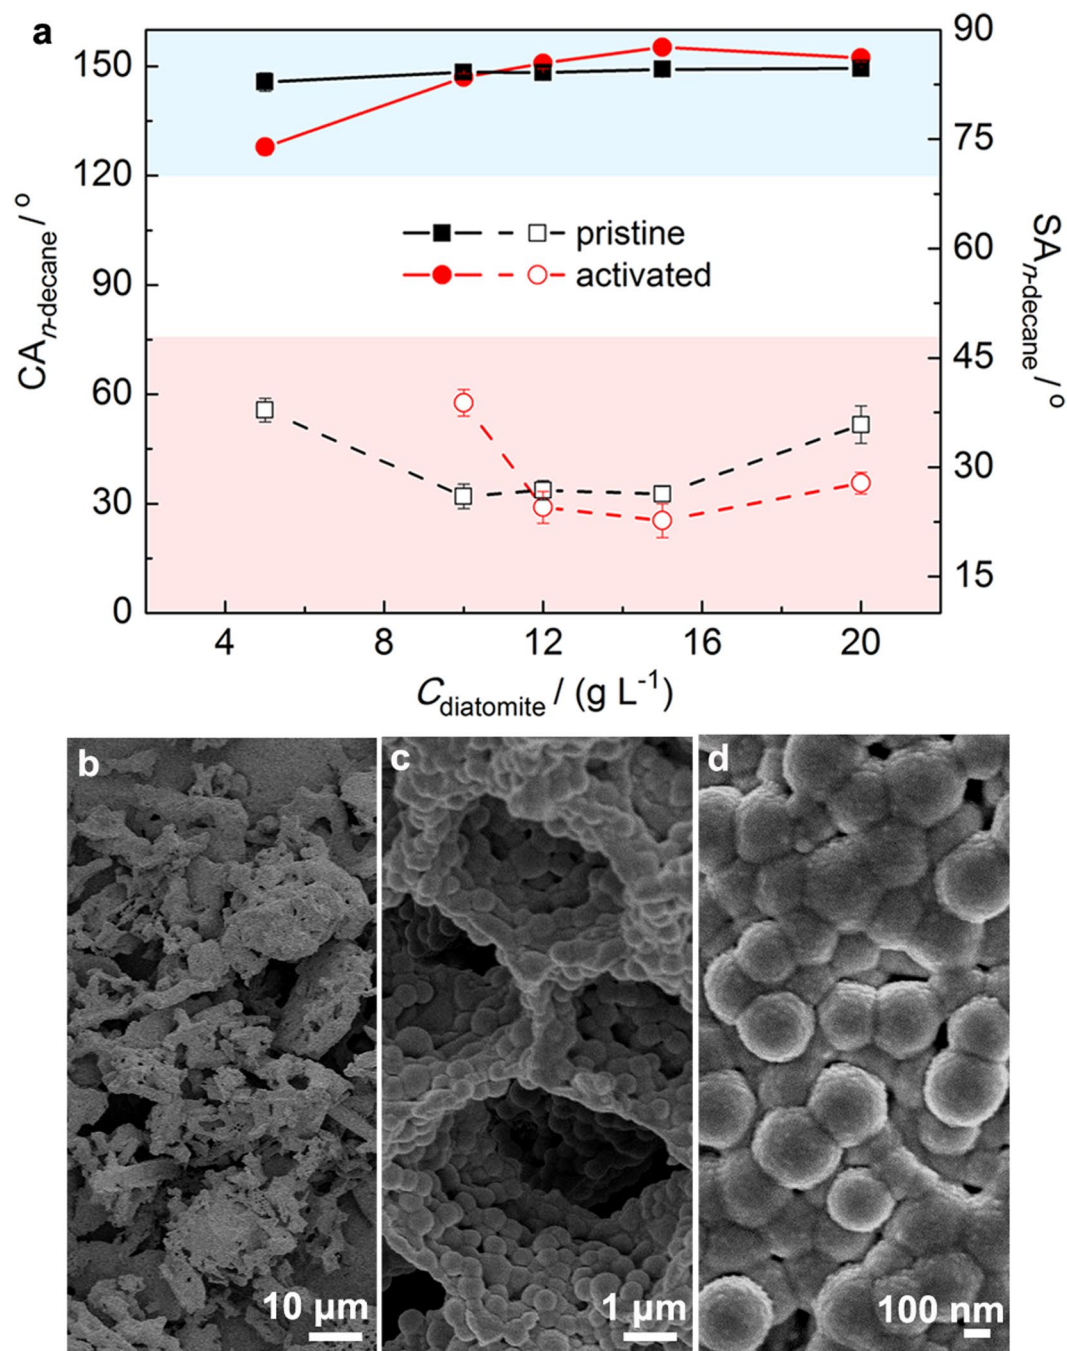 a
150
120
90
60
30
0
CAn-decane / °
90
75
60
45
30
15
SAn-decane / °
pristine
activated
4 8 12 16 20
Cdiatomite / (g L-1)
b
c
d
10 µm
1 µm
100 nm